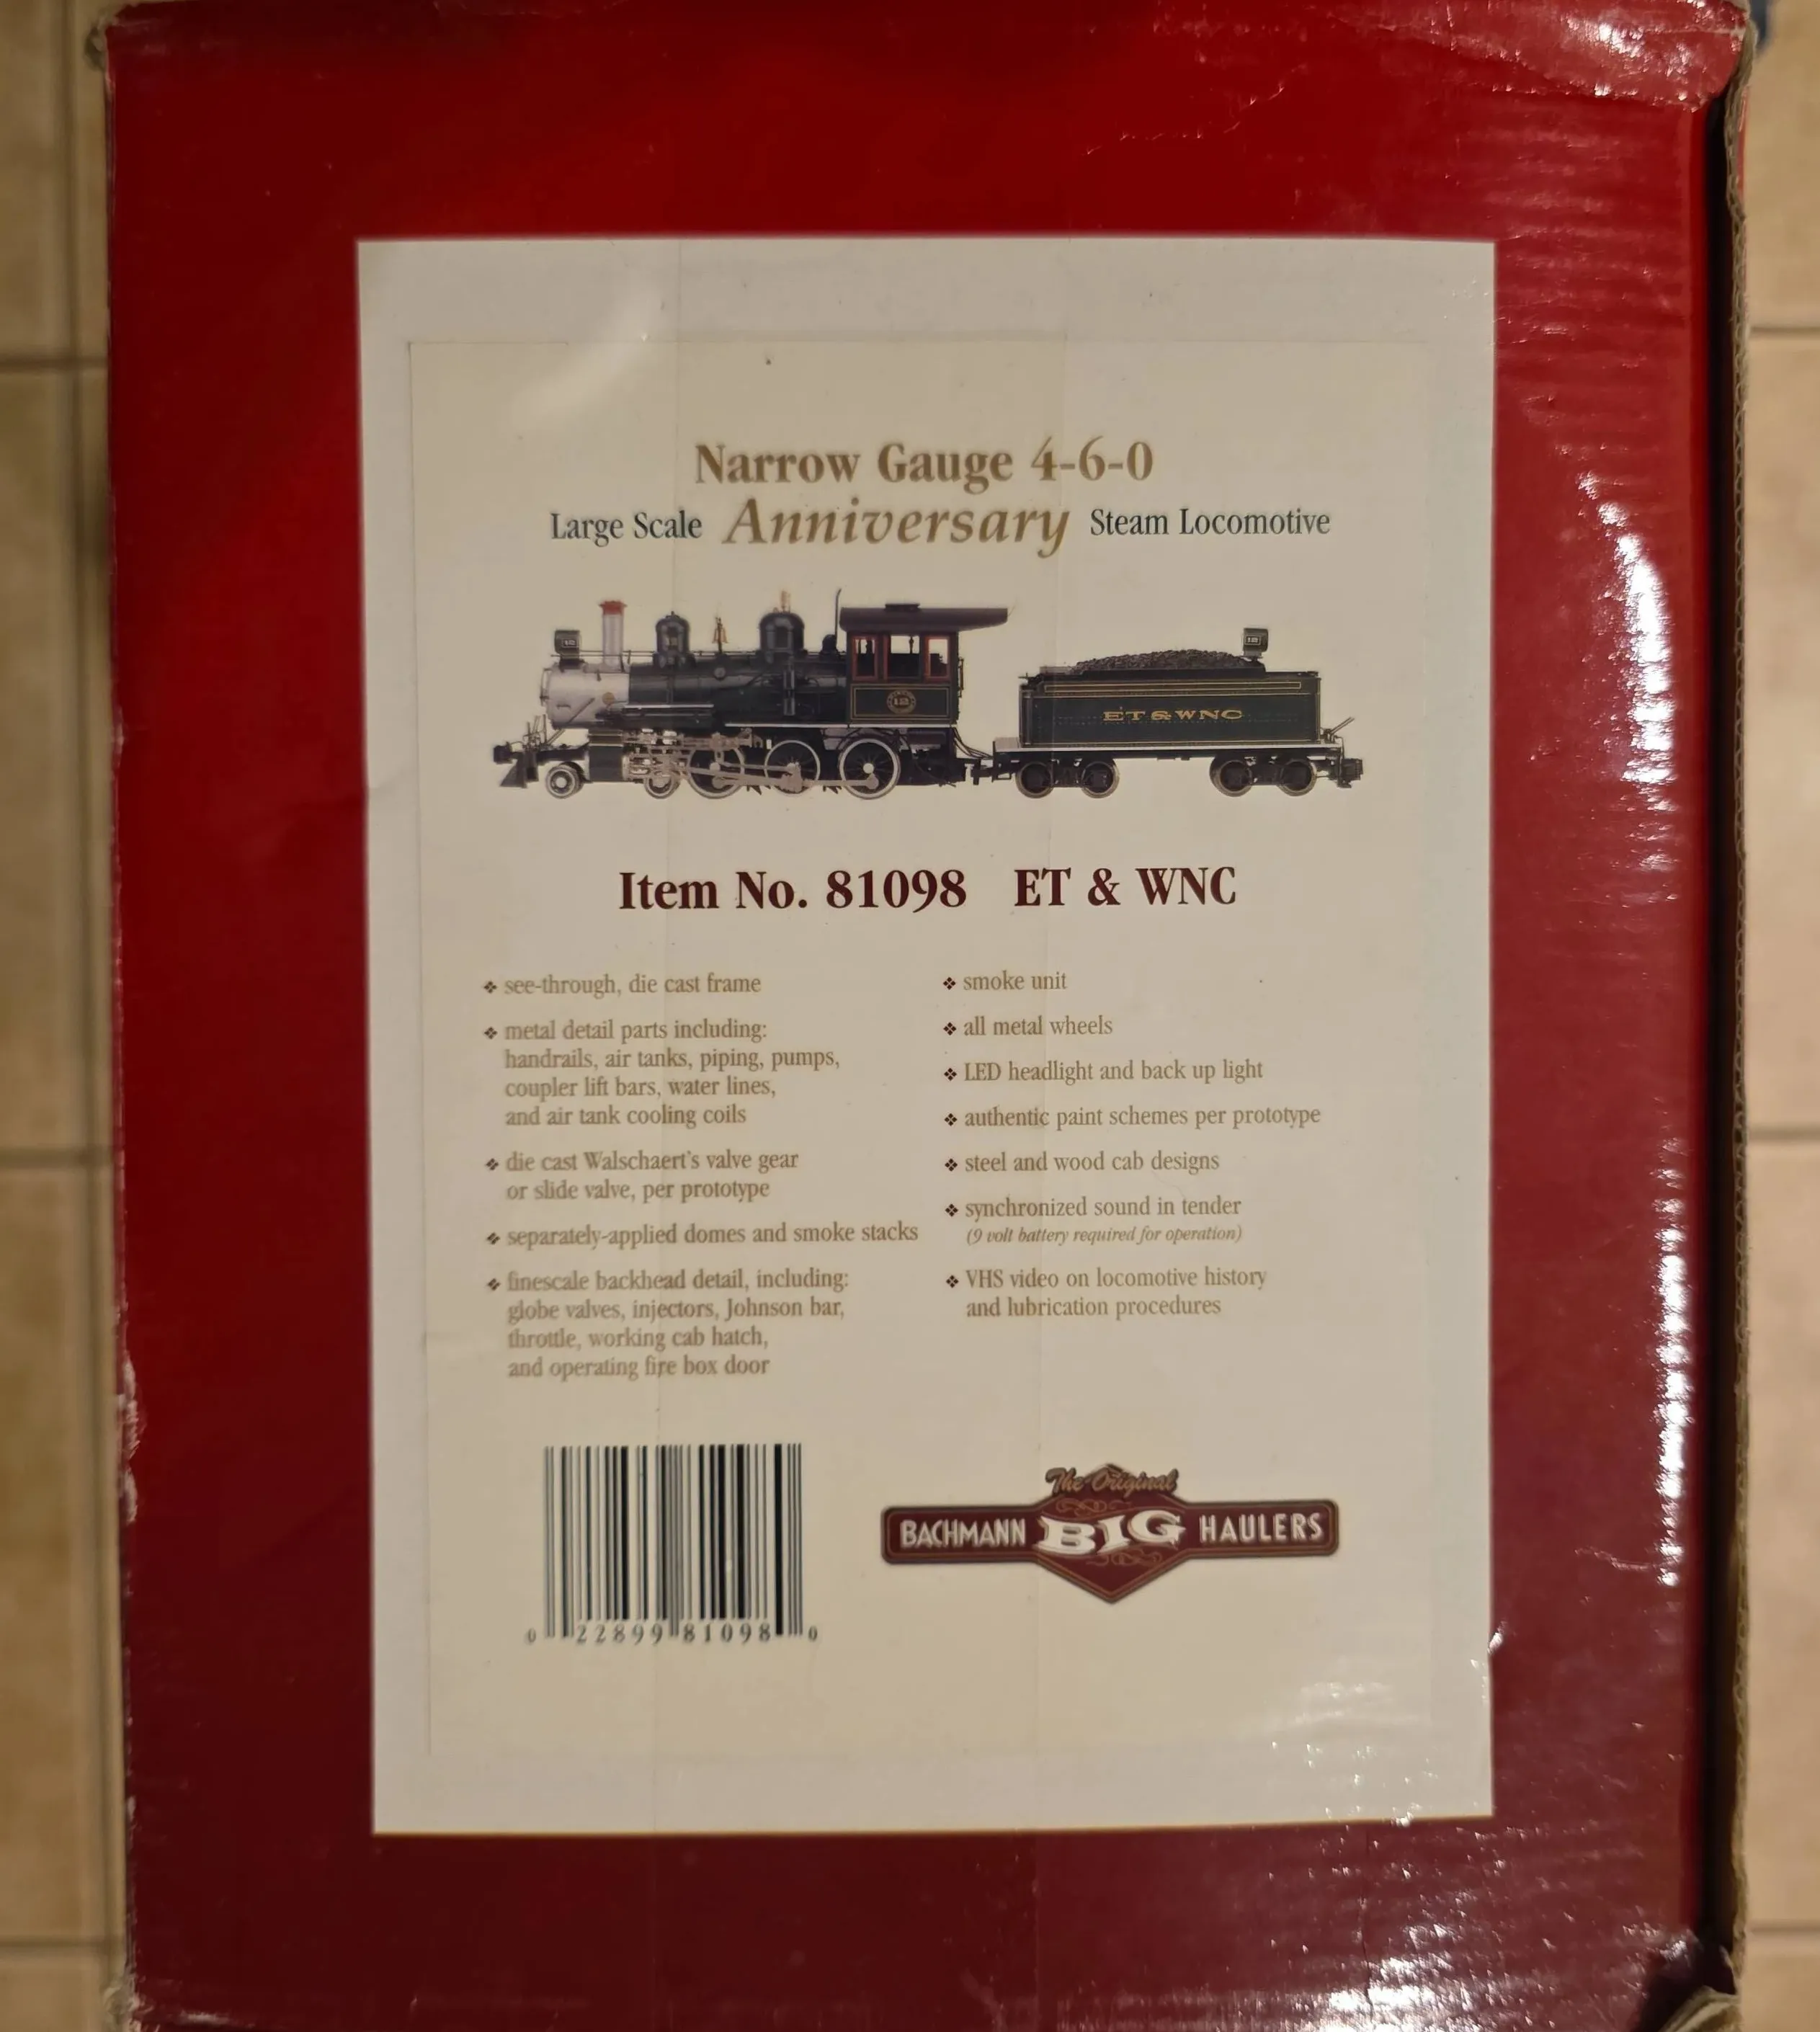 Narrow Gauge 4-6-0
Large Scale Anniversary Steam Locomotive
12
12
12
ET & WNC
Item No. 81098 ET & WNC
❖ see-through, die cast frame
❖ metal detail parts including:
handrails, air tanks, piping, pumps,
coupler lift bars, water lines,
and air tank cooling coils
❖ die cast Walschaert's valve gear
or slide valve, per prototype
❖ separately-applied domes and smoke stacks
❖ finescale backhead detail, including:
globe valves, injectors, Johnson bar,
throttle, working cab hatch,
and operating fire box door
❖ smoke unit
❖ all metal wheels
❖ LED headlight and back up light
❖ authentic paint schemes per prototype
❖ steel and wood cab designs
❖ synchronized sound in tender
(9 volt battery required for operation)
❖ VHS video on locomotive history
and lubrication procedures
0 22899 81098 0
The Original
BACHMANN BIG HAULERS